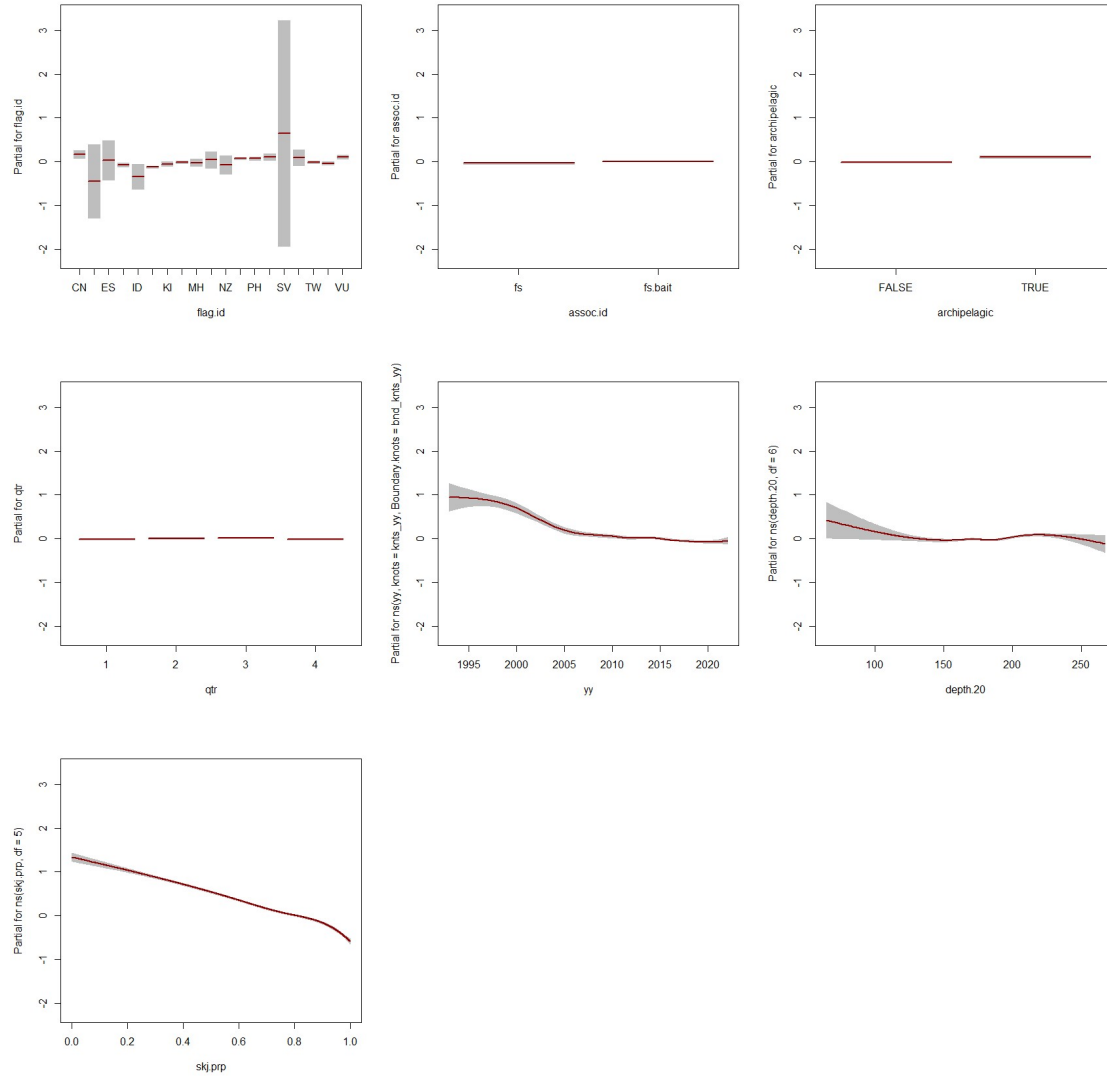 Partial for flag.id
3
2
1
0
-1
-2
CN ES ID KI MH NZ PH SV TW VU
flag.id
Partial for assoc.id
3
2
1
0
-1
-2
fs fs.bait
assoc.id
Partial for archipelagic
3
2
1
0
-1
-2
FALSE TRUE
archipelagic
Partial for qtr
3
2
1
0
-1
-2
1 2 3 4
qtr
Partial for ns(yy, knots = knts_yy, Boundary.knots = bnd_knts_yy)
3
2
1
0
-1
-2
1995 2000 2005 2010 2015 2020
yy
Partial for ns(depth.20, df = 6)
3
2
1
0
-1
-2
100 150 200 250
depth.20
Partial for ns(skj.prp, df = 5)
3
2
1
0
-1
-2
0.0 0.2 0.4 0.6 0.8 1.0
skj.prp